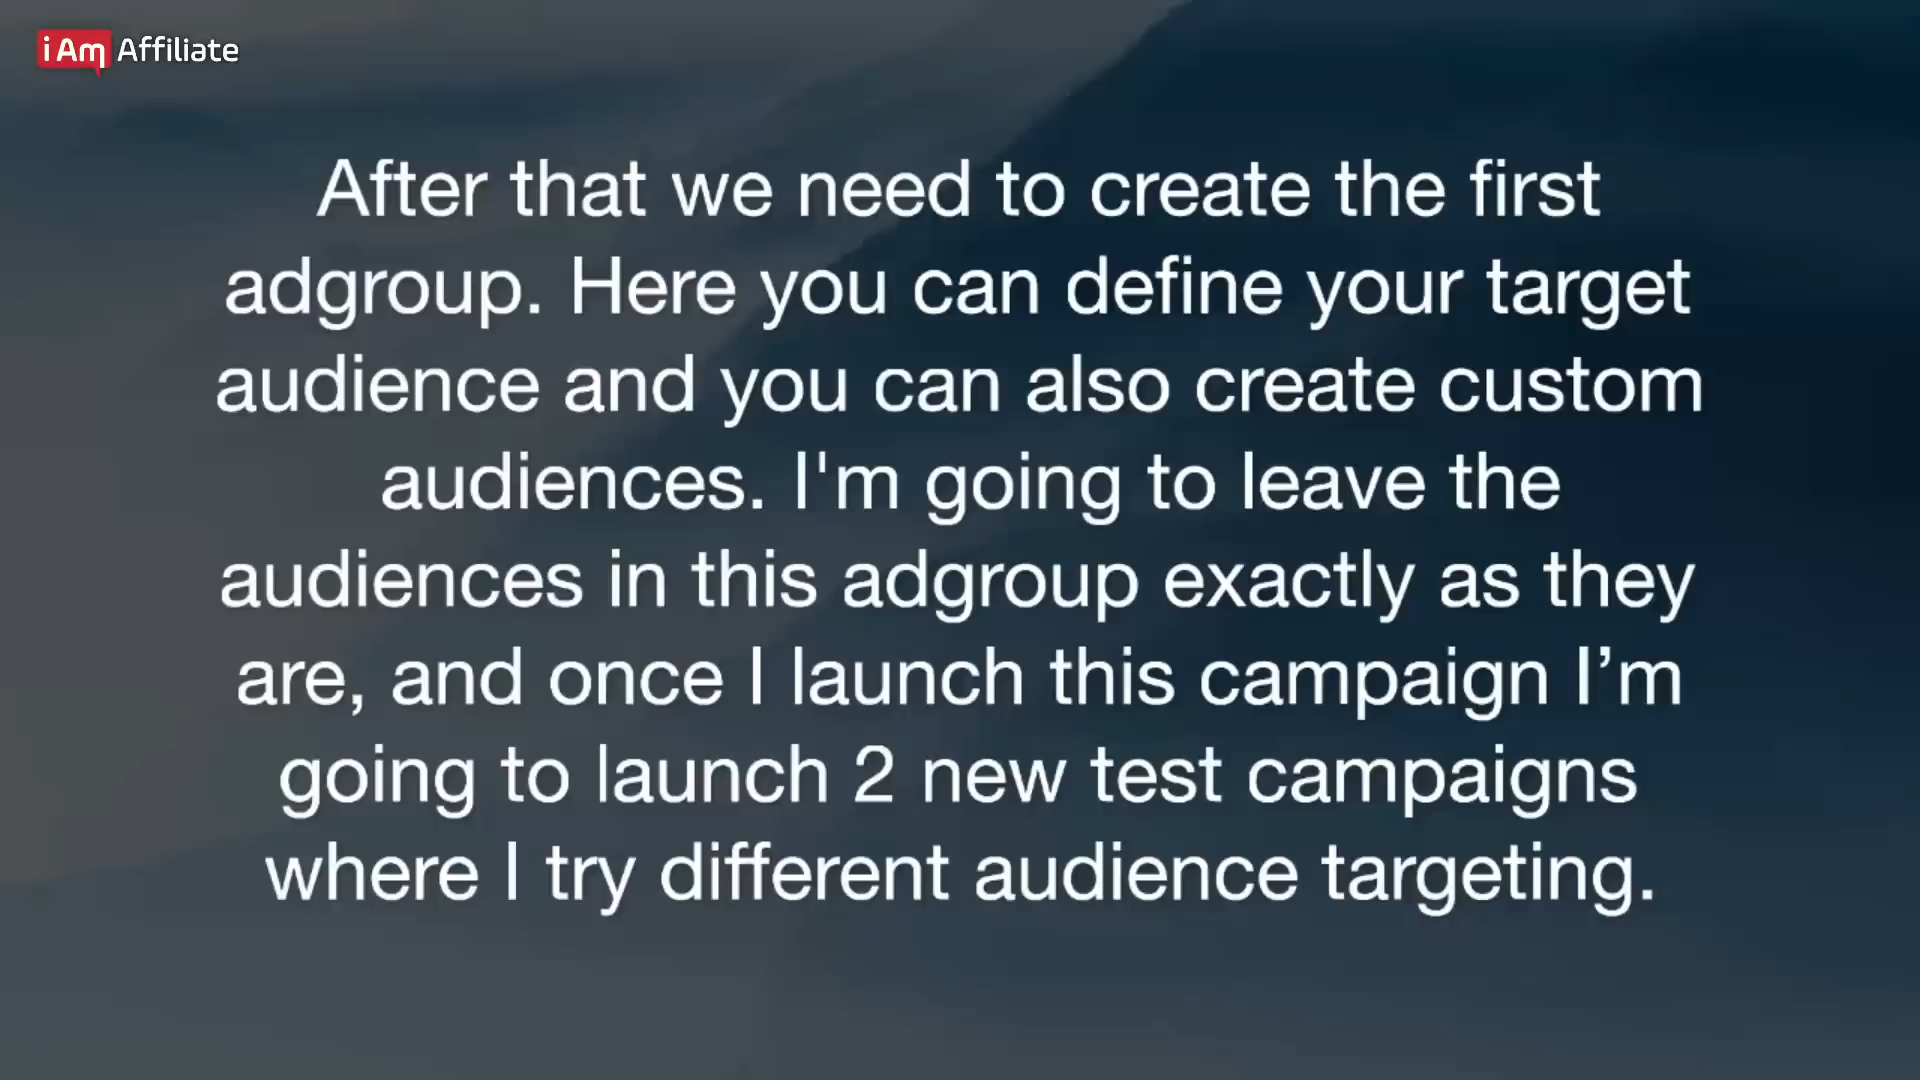 i Am Affiliate
After that we need to create the first
adgroup. Here you can define your target
audience and you can also create custom
audiences. I'm going to leave the
audiences in this adgroup exactly as they
are, and once I launch this campaign I’m
going to launch 2 new test campaigns
where I try different audience targeting.